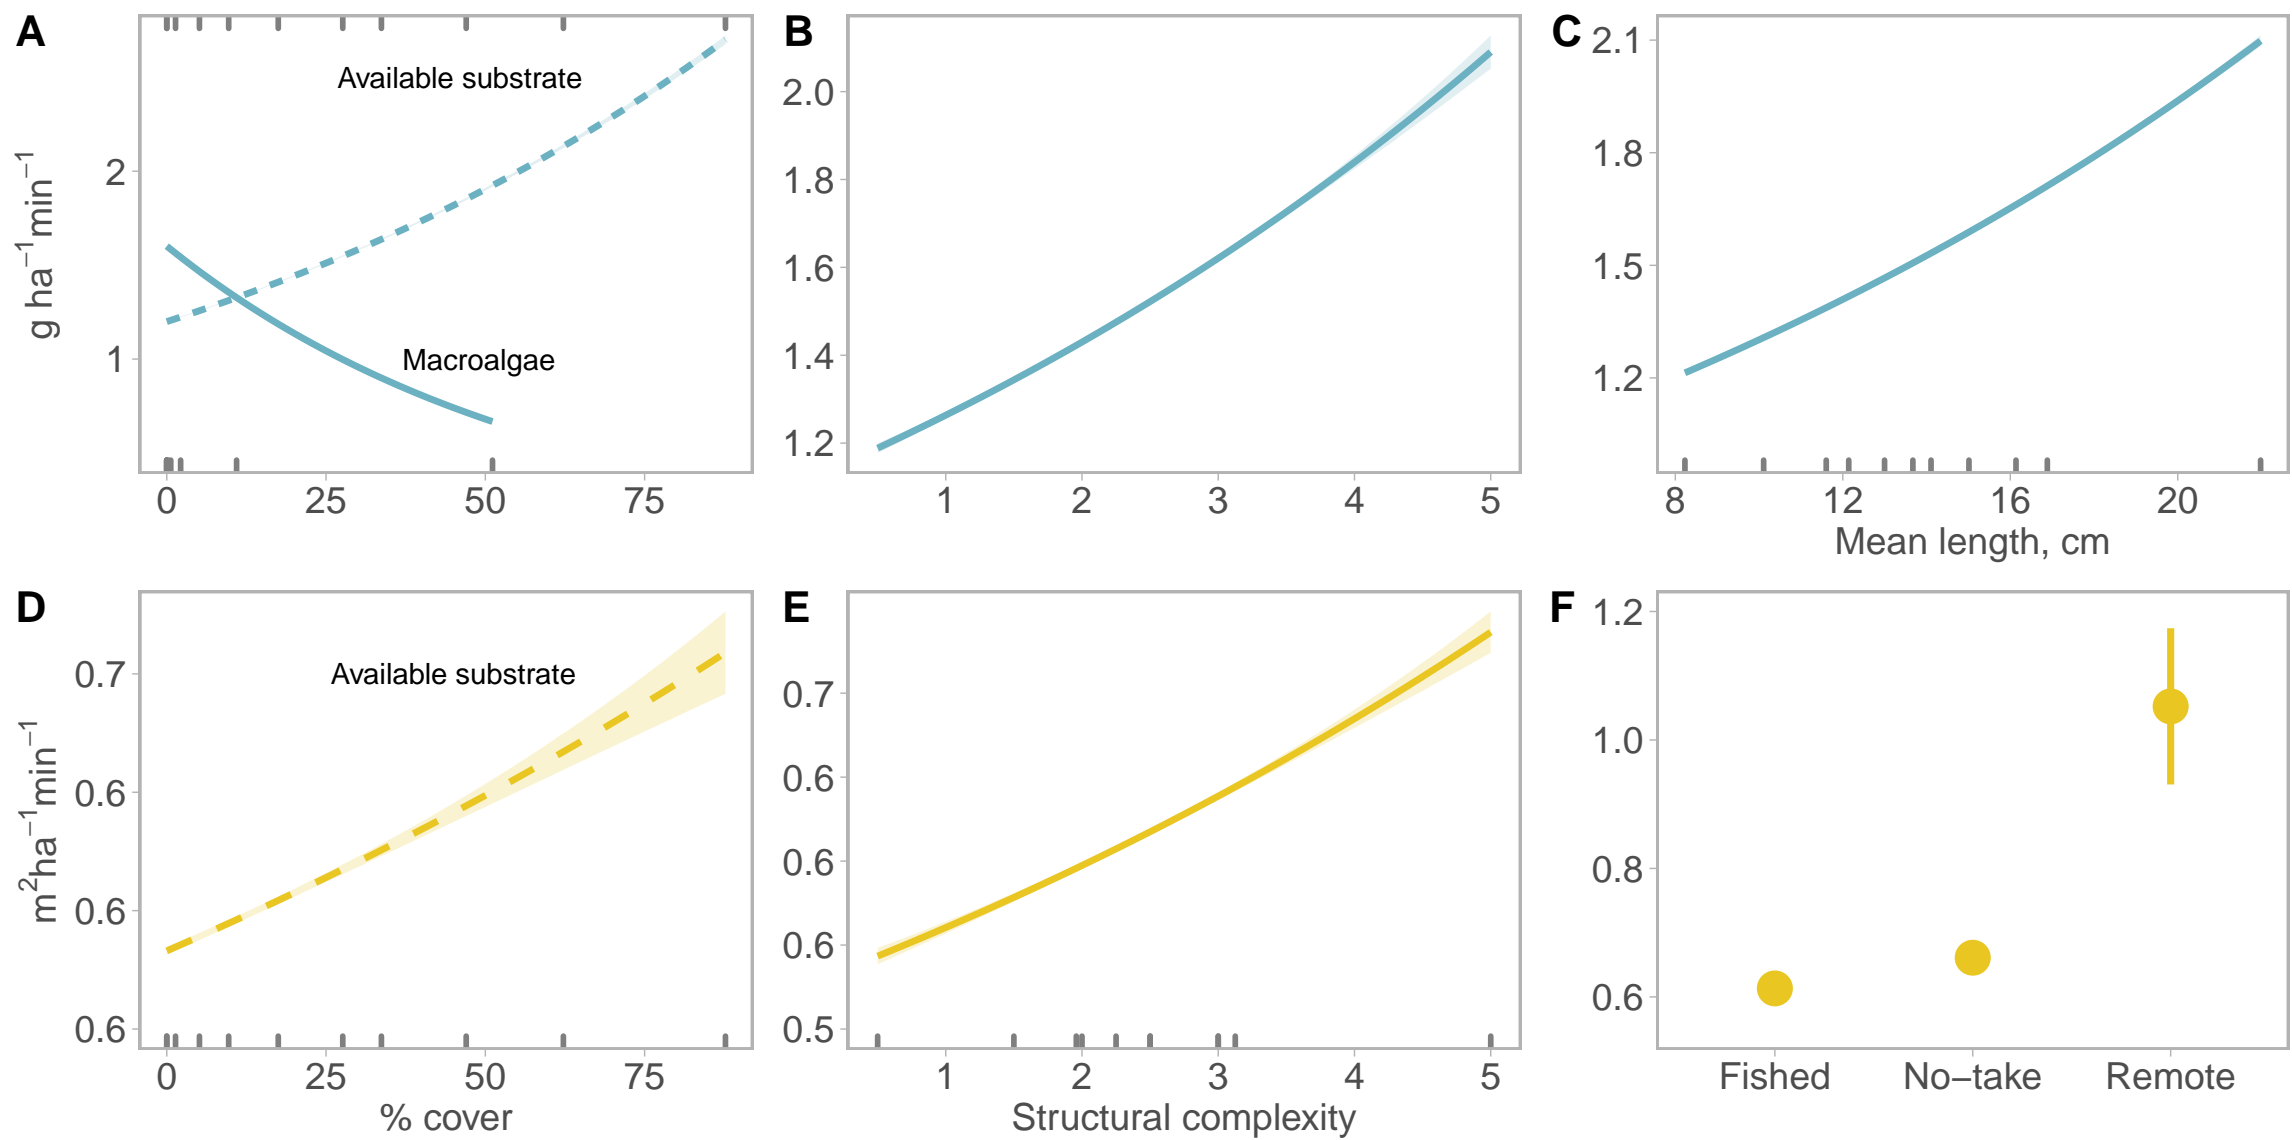 A
g ha−1min−1
2
1
Available substrate
Macroalgae
0 25 50 75
B
2.0
1.8
1.6
1.4
1.2
1 2 3 4 5
C
2.1
1.8
1.5
1.2
8 12 16 20
Mean length, cm
D
m2ha−1min−1
0.7
0.6
0.6
0.6
Available substrate
0 25 50 75
% cover
E
0.7
0.6
0.6
0.6
0.5
1 2 3 4 5
Structural complexity
F
1.2
1.0
0.8
0.6
Fished No−take Remote